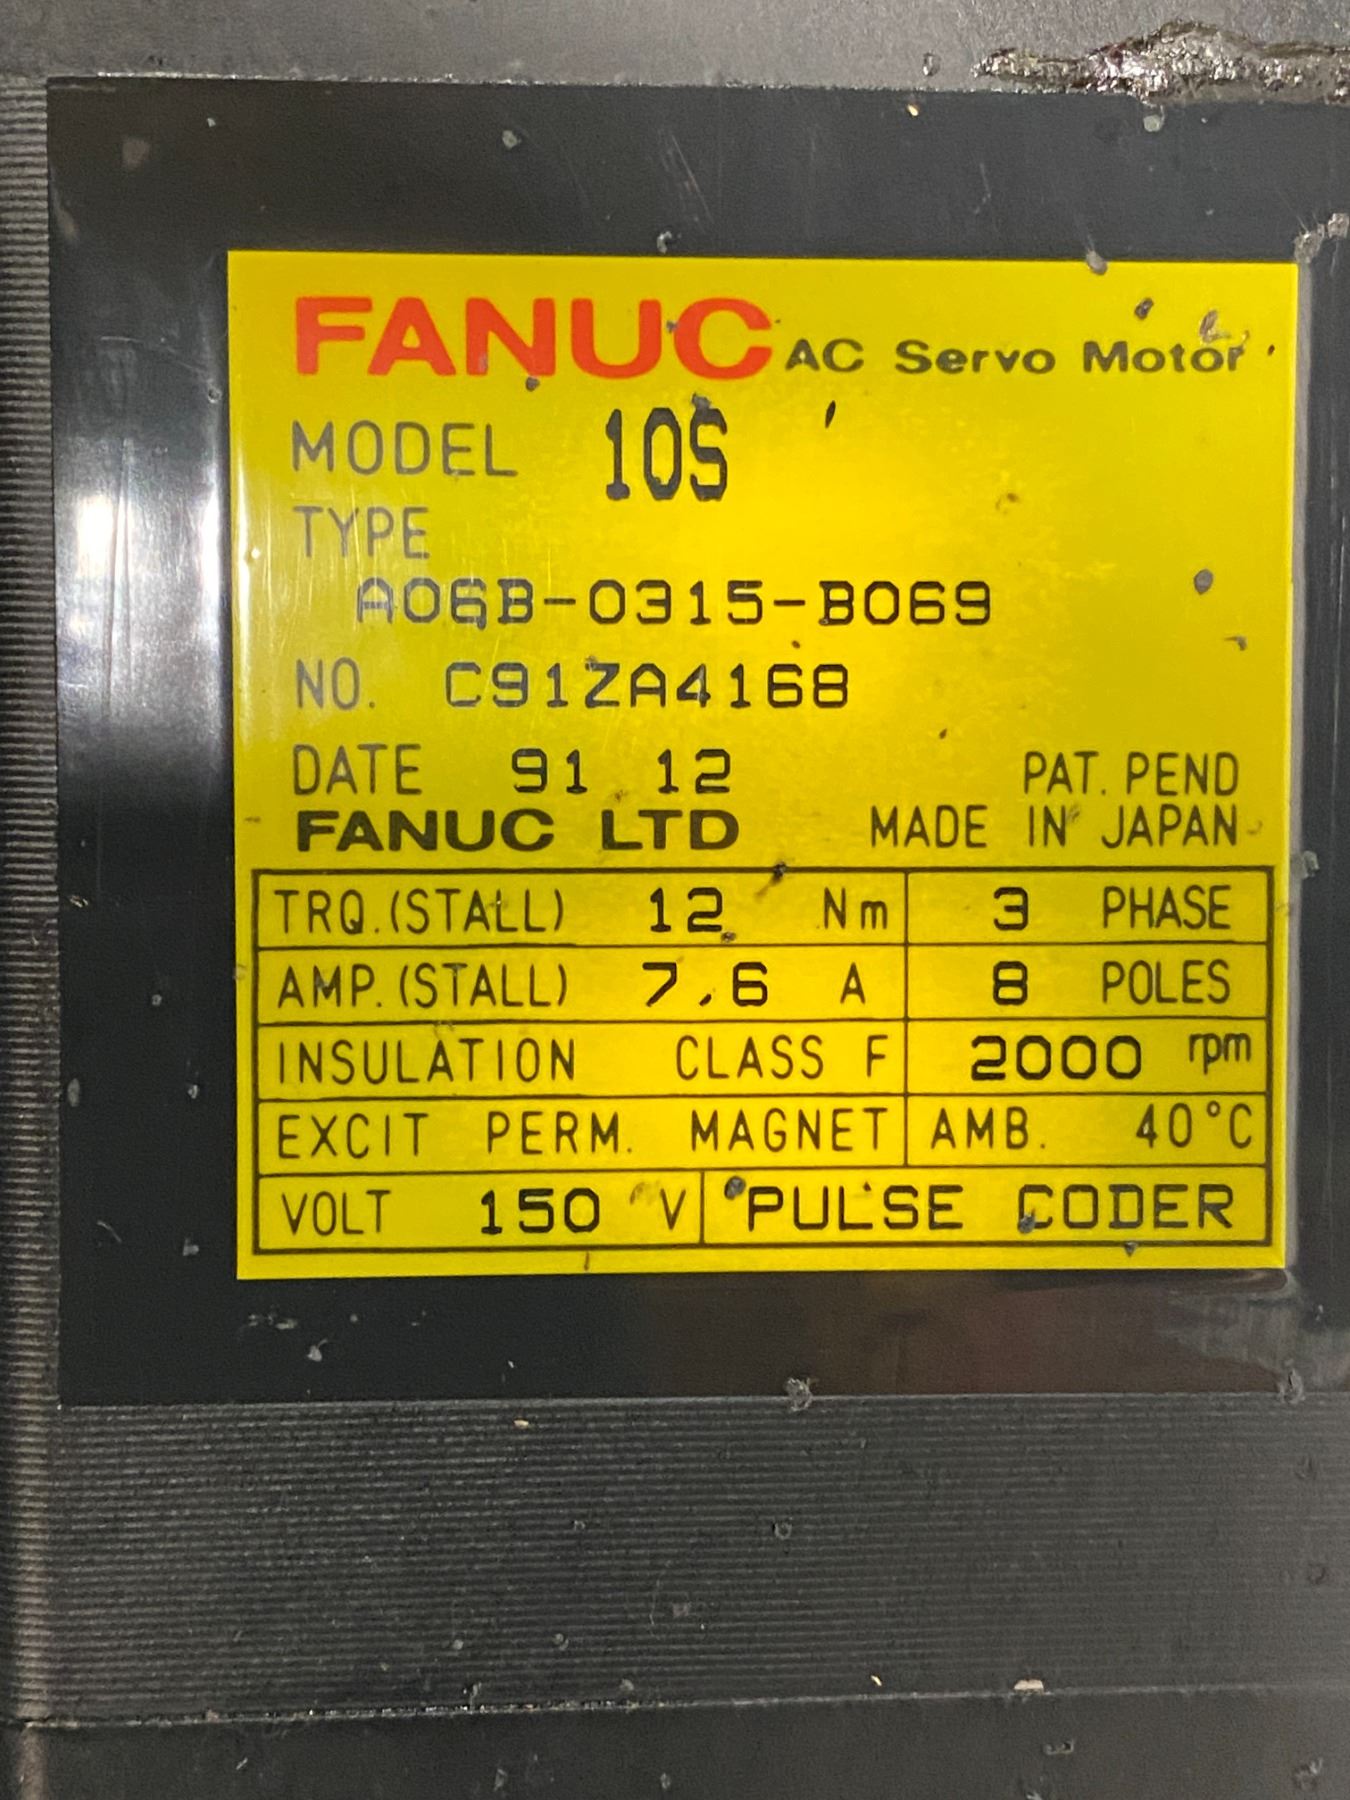 FANUC AC Servo Motor
MODEL 10S
TYPE
A06B-0315-B069
NO. C91ZA4168
DATE 91 12 PAT. PEND
FANUC LTD MADE IN JAPAN
TRQ.(STALL) 12 Nm 3 PHASE
AMP.(STALL) 7.6 A 8 POLES
INSULATION CLASS F 2000 rpm
EXCIT PERM. MAGNET AMB. 40°C
VOLT 150 V PULSE CODER